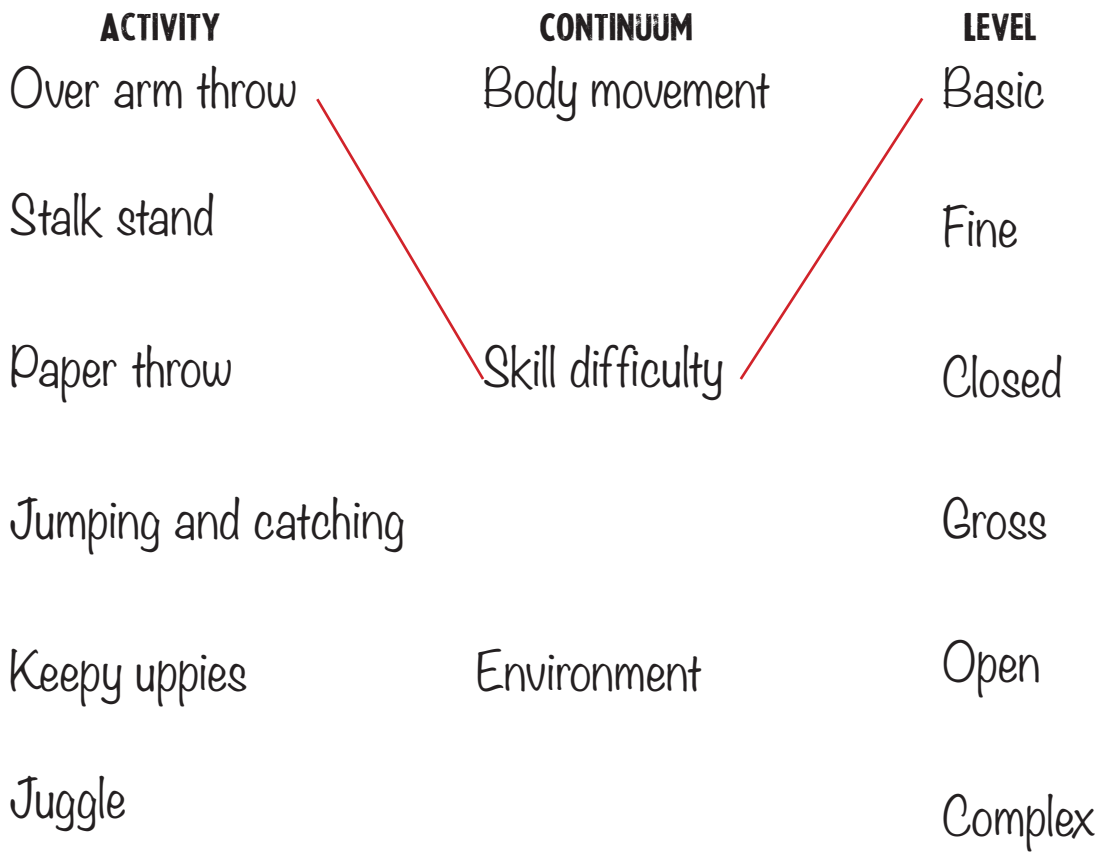 ACTIVITY CONTINUUM LEVEL
Over arm throw Body movement Basic
Stalk stand Fine
Paper throw Skill difficulty Closed
Jumping and catching Gross
Keepy uppies Environment Open
Juggle Complex